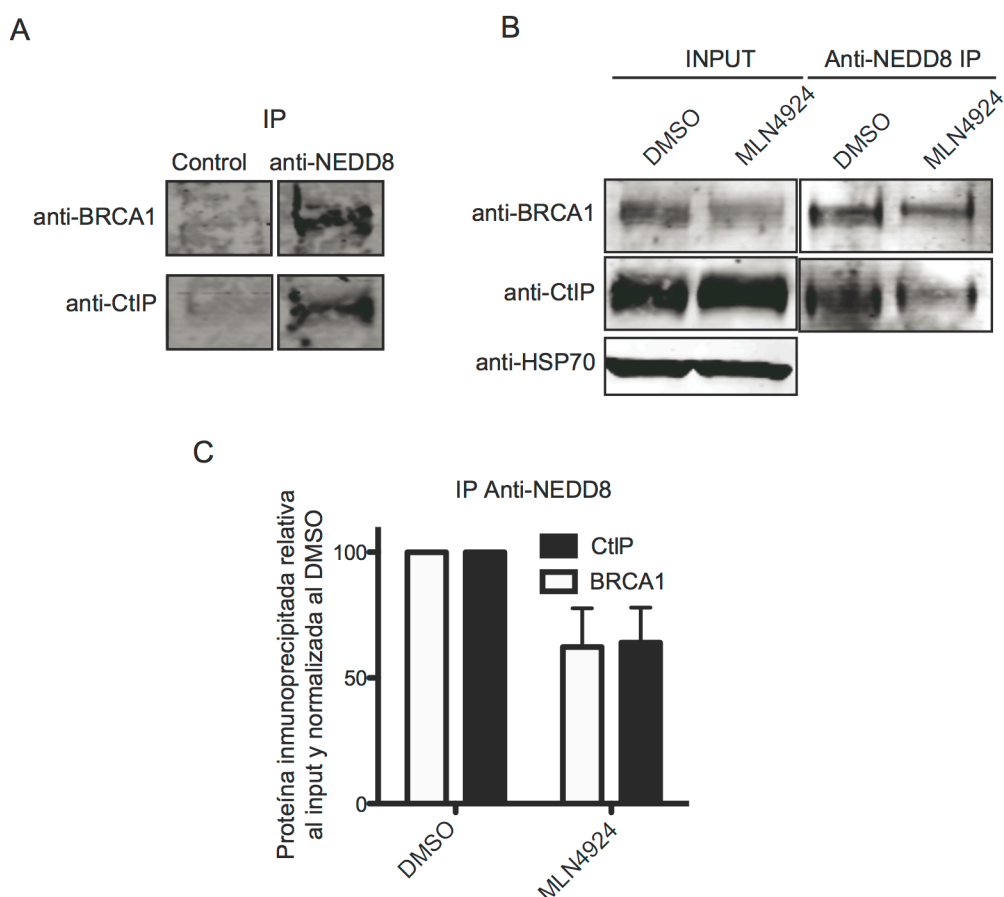 A
IP
Control anti-NEDD8
anti-BRCA1
anti-CtIP
B
INPUT Anti-NEDD8 IP
DMSO MLN4924 DMSO MLN4924
anti-BRCA1
anti-CtIP
anti-HSP70
C
IP Anti-NEDD8
Proteína inmunoprecipitada relativa
al input y normalizada al DMSO
100
50
0
CtIP
BRCA1
DMSO
MLN4924